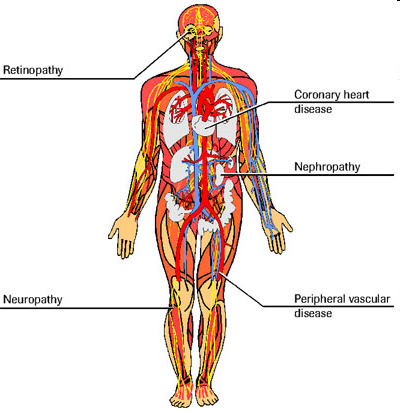 Retinopathy
Coronary heart
disease
Nephropathy
Neuropathy
Peripheral vascular
disease